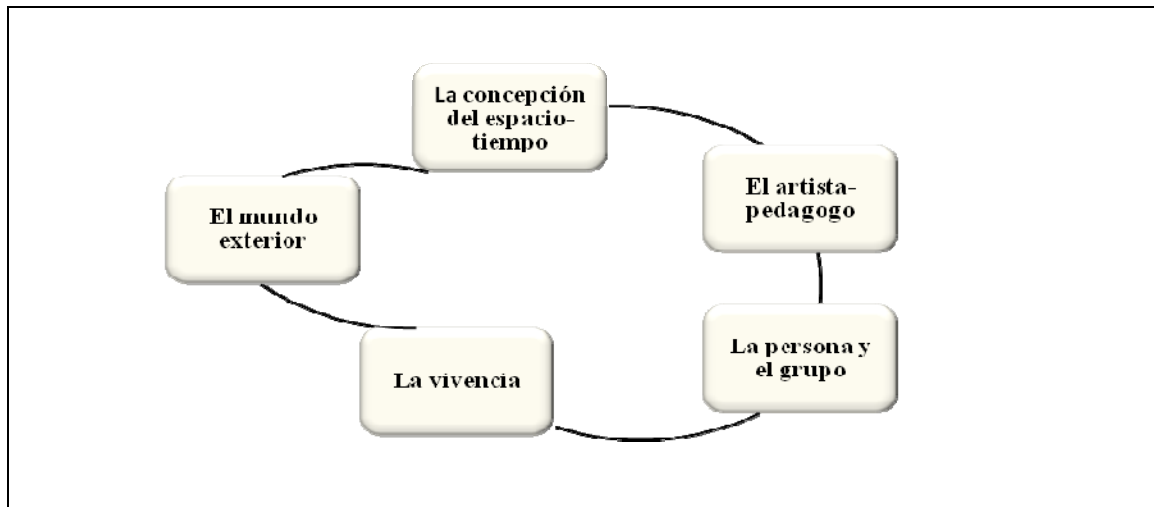 La concepción
del espacio-
tiempo
El artista-
pedagogo
La persona y
el grupo
La vivencia
El mundo
exterior